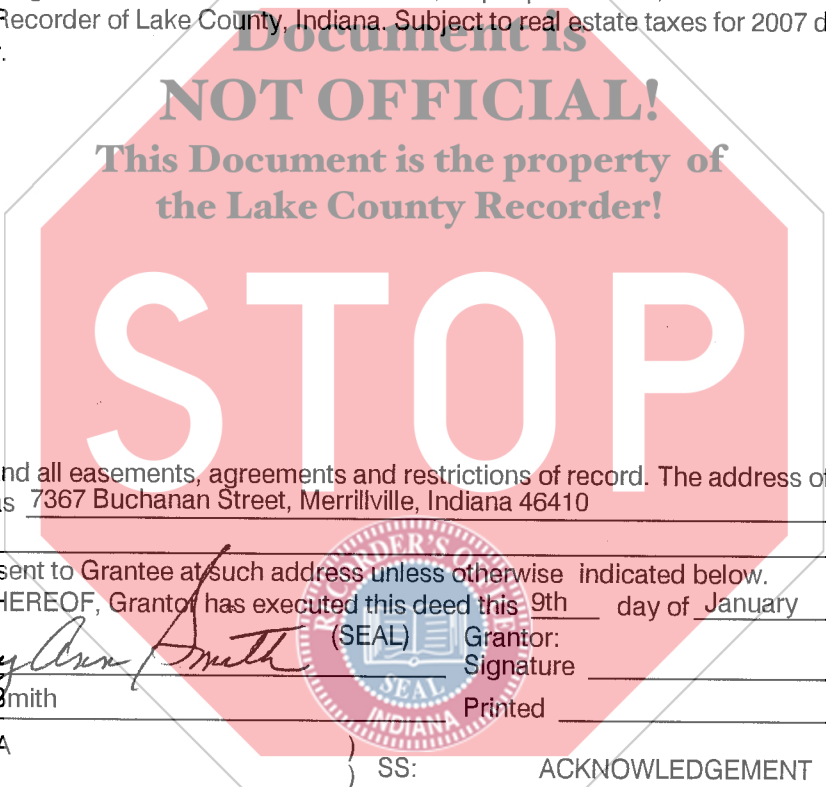 Recorder of Lake County, Indiana. Subject to real estate taxes for 2007 d
Document is
NOT OFFICIAL!
This Document is the property of
the Lake County Recorder!
STOP
nd all easements, agreements and restrictions of record. The address of
s 7367 Buchanan Street, Merrillville, Indiana 46410
sent to Grantee at such address unless otherwise indicated below.
HEREOF, Grantor has executed this deed this 9th day of January
(SEAL) Grantor:
y Ann Smith Signature
Smith
Printed
RECORDER'S OFFICE
SEAL
INDIANA
A
) SS: ACKNOWLEDGEMENT
)